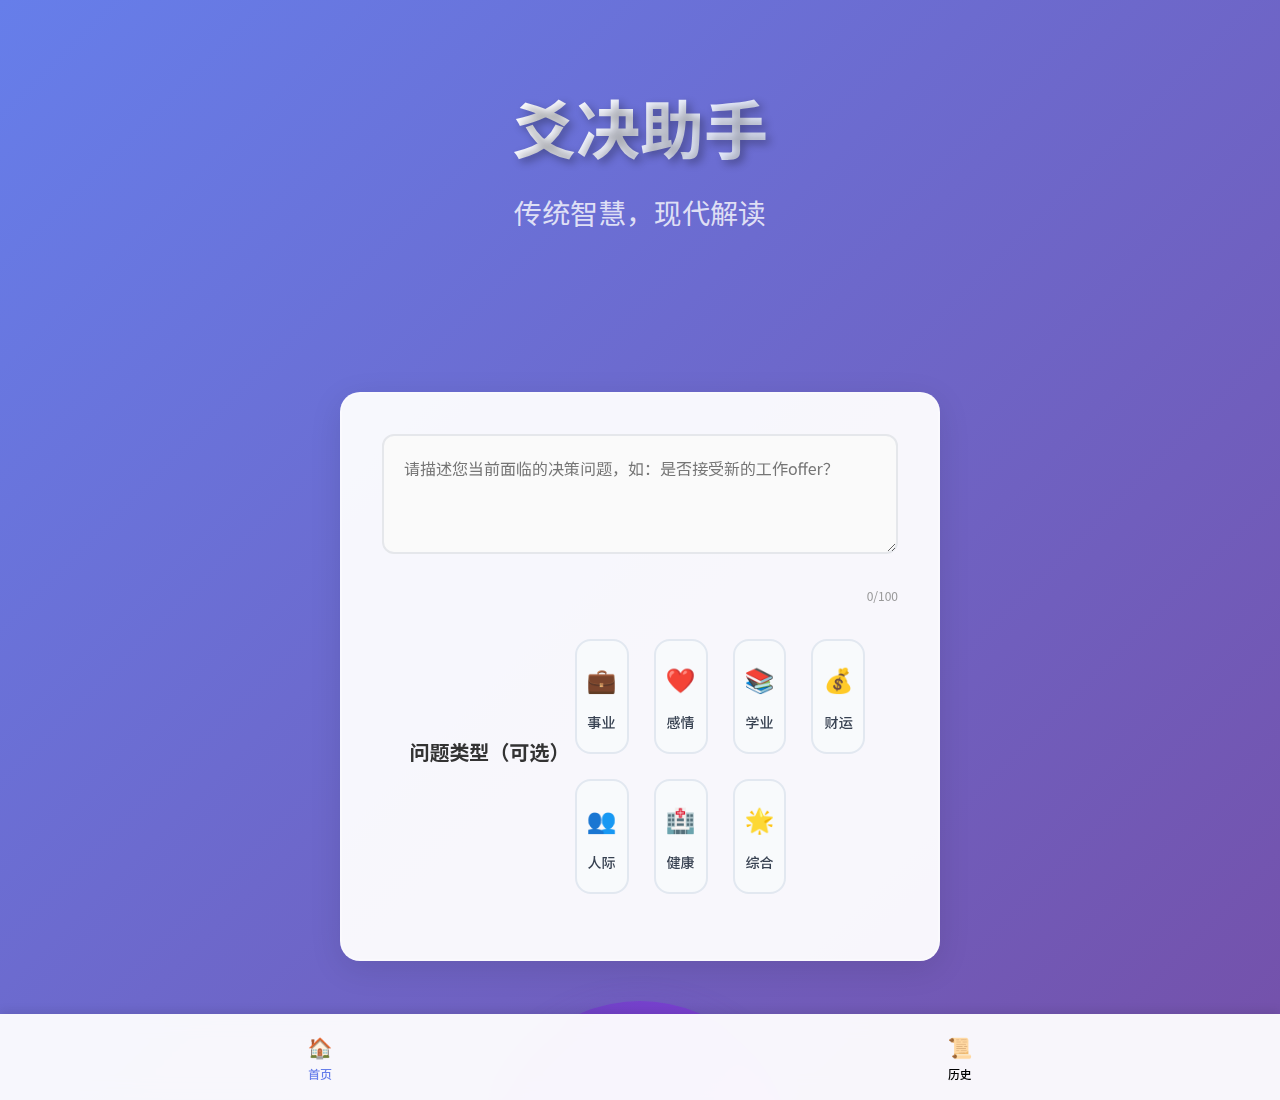 爻决助手
传统智慧，现代解读
请描述您当前面临的决策问题，如：是否接受新的工作offer？
0/100
问题类型（可选）
事业
感情
学业
财运
人际
健康
综合
首页
历史